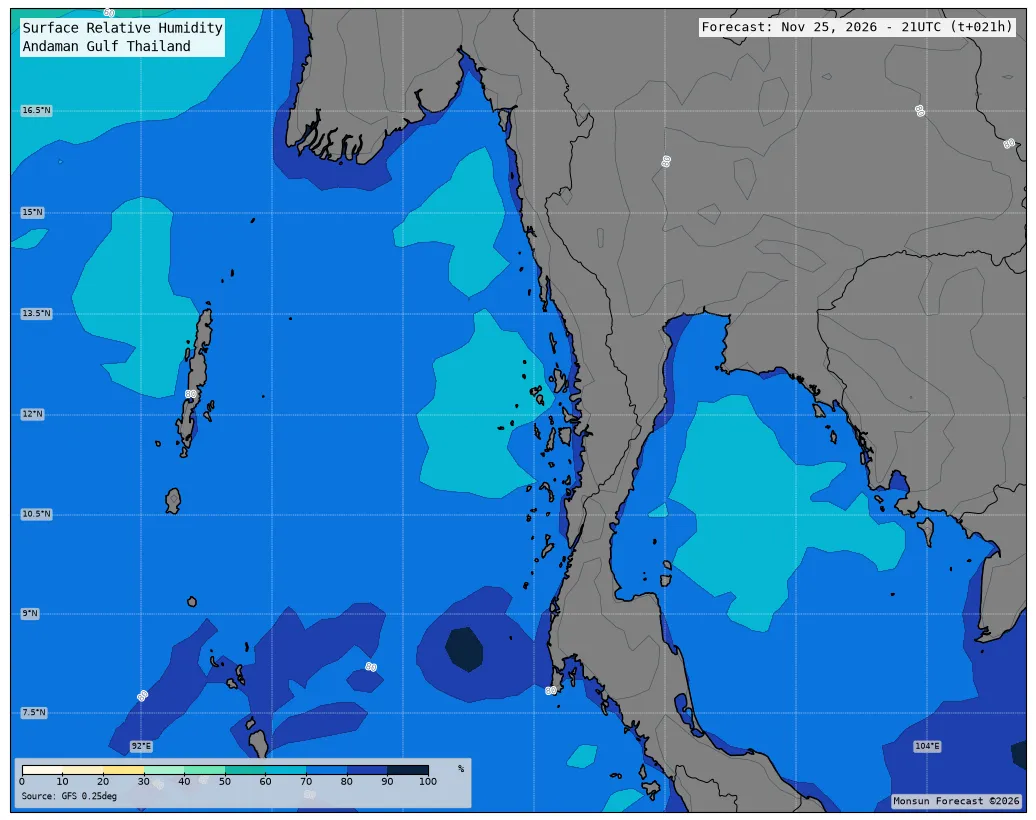 80
Surface Relative Humidity
Andaman Gulf Thailand
Forecast: Nov 25, 2026 - 21UTC (t+021h)
16.5°N
80
80
80
15°N
13.5°N
80
12°N
10.5°N
9°N
80
80
80
7.5°N
92°E
104°E
%
0 10 20 30 40 50 60 70 80 90 100
Source: GFS 0.25deg
Monsun Forecast ©2026